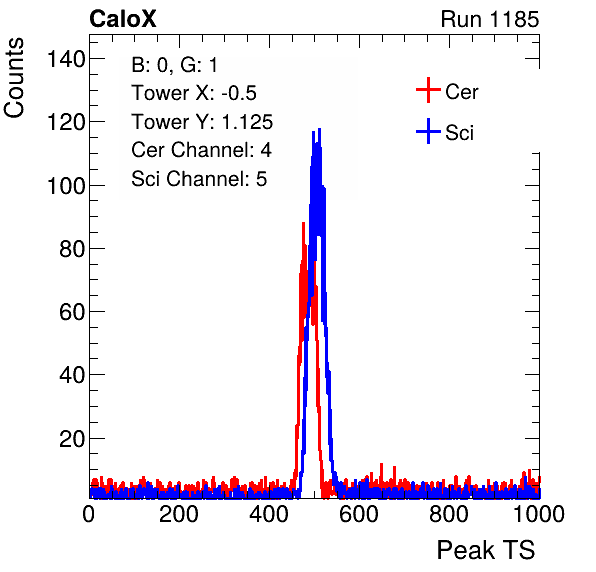 CaloX
Run 1185
Counts
B: 0, G: 1
Tower X: -0.5
Tower Y: 1.125
Cer Channel: 4
Sci Channel: 5
Cer
Sci
140
120
100
80
60
40
20
0 200 400 600 800 1000
Peak TS